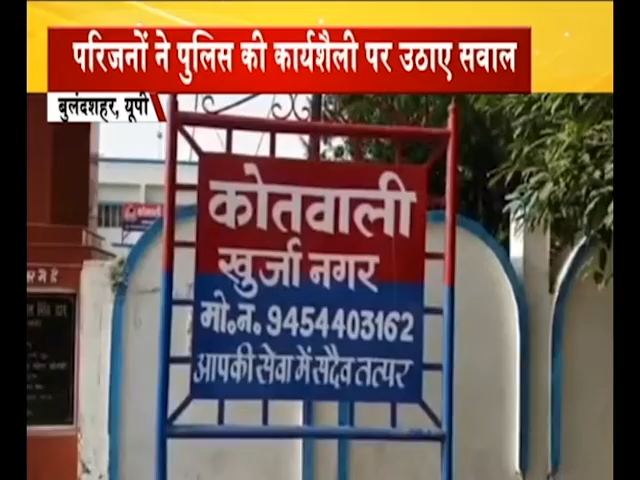 परिजनों ने पुलिस की कार्यशैली पर उठाए सवाल
बुलंदशहर, यूपी
कोतवाली
खुर्जा नगर
मो.न. 9454403162
आपकी सेवा में सदैव तत्पर